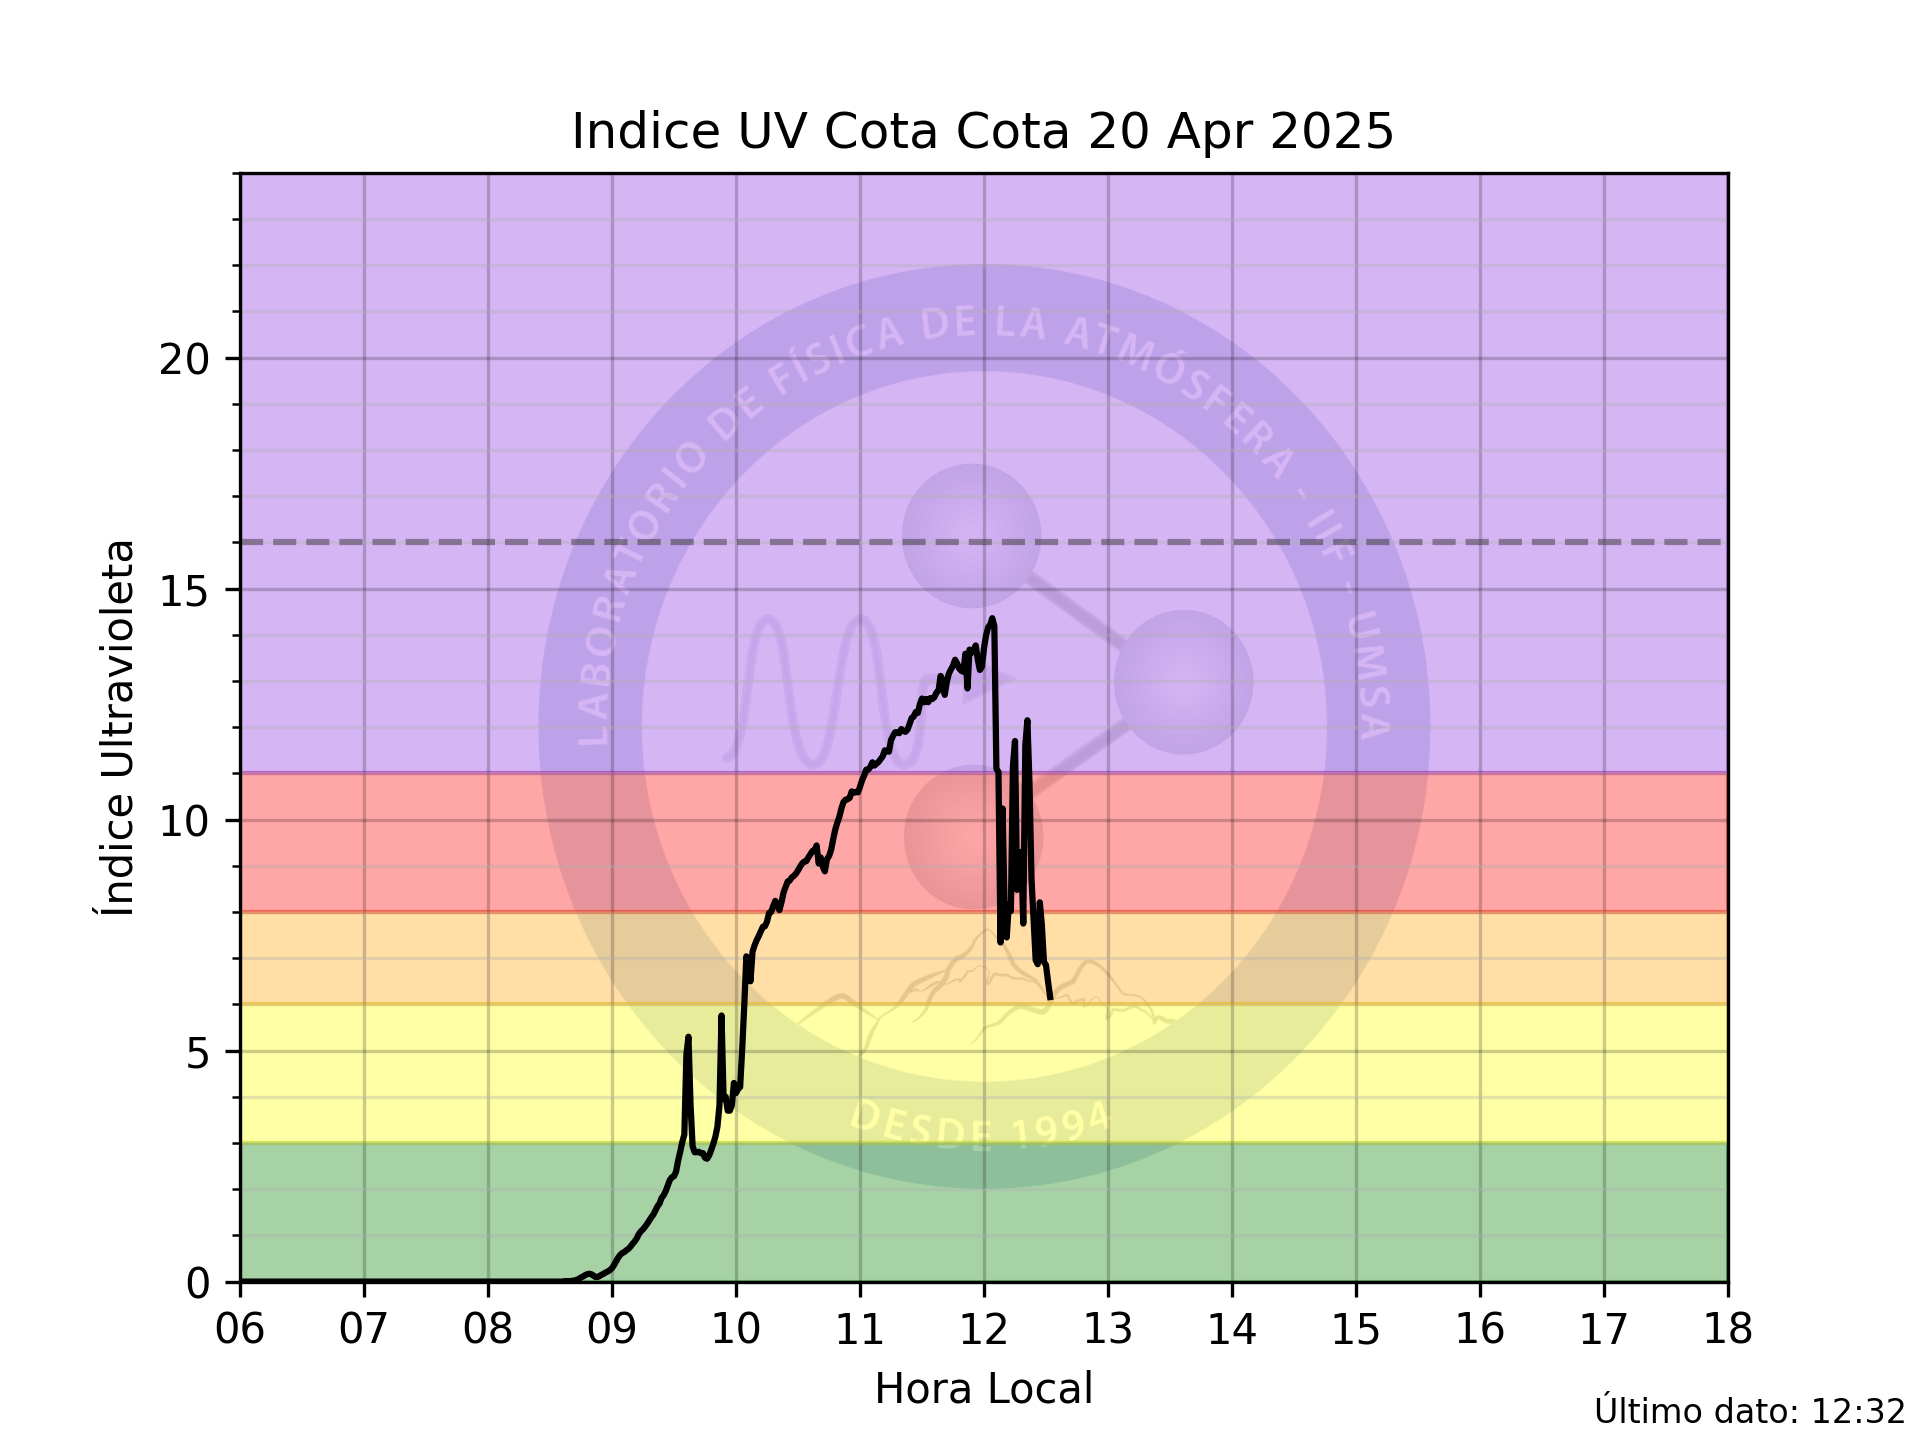 Indice UV Cota Cota 20 Apr 2025
LABORATORIO DE FÍSICA DE LA ATMÓSFERA - IIF - UMSA
DESDE 1994
Índice Ultravioleta
20
15
10
5
0
06 07 08 09 10 11 12 13 14 15 16 17 18
Hora Local
Último dato: 12:32